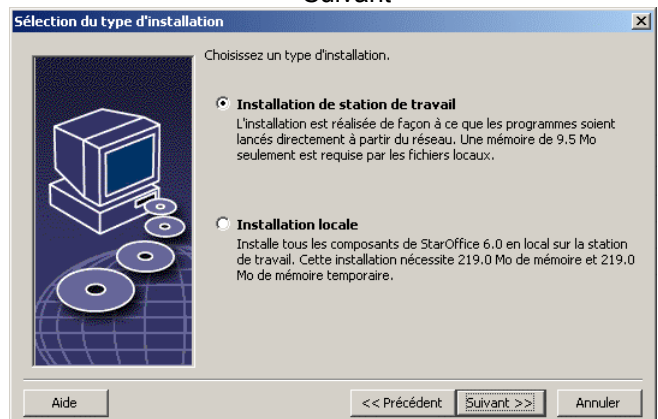 Suivant
Sélection du type d'installation
Choisissez un type d'installation.
Installation de station de travail
L'installation est réalisée de façon à ce que les programmes soient
lancés directement à partir du réseau. Une mémoire de 9.5 Mo
seulement est requise par les fichiers locaux.
Installation locale
Installe tous les composants de StarOffice 6.0 en local sur la station
de travail. Cette installation nécessite 219.0 Mo de mémoire et 219.0
Mo de mémoire temporaire.
Aide
<< Précédent
Suivant >>
Annuler